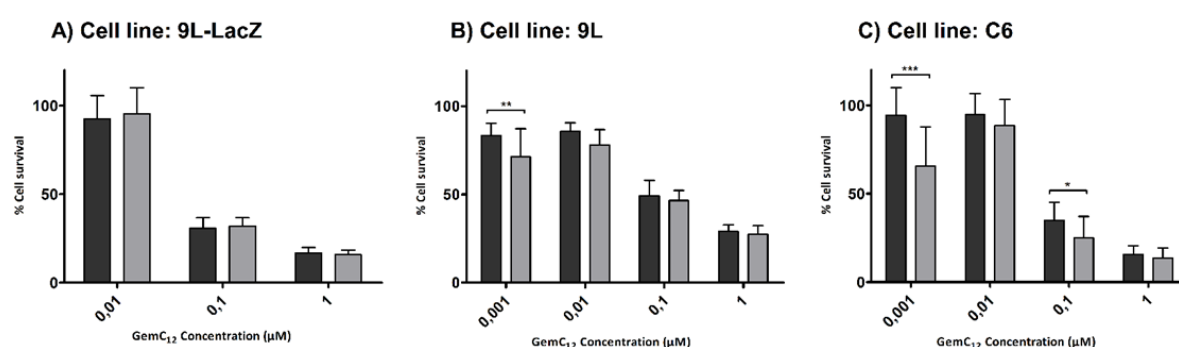 A) Cell line: 9L-LacZ
% Cell survival
100
50
0
0,01
0,1
1
GemC12 Concentration (µM)
B) Cell line: 9L
% Cell survival
100
50
0
**
0,001
0,01
0,1
1
GemC12 Concentration (µM)
C) Cell line: C6
% Cell survival
100
50
0
***
*
0,001
0,01
0,1
1
GemC12 Concentration (µM)